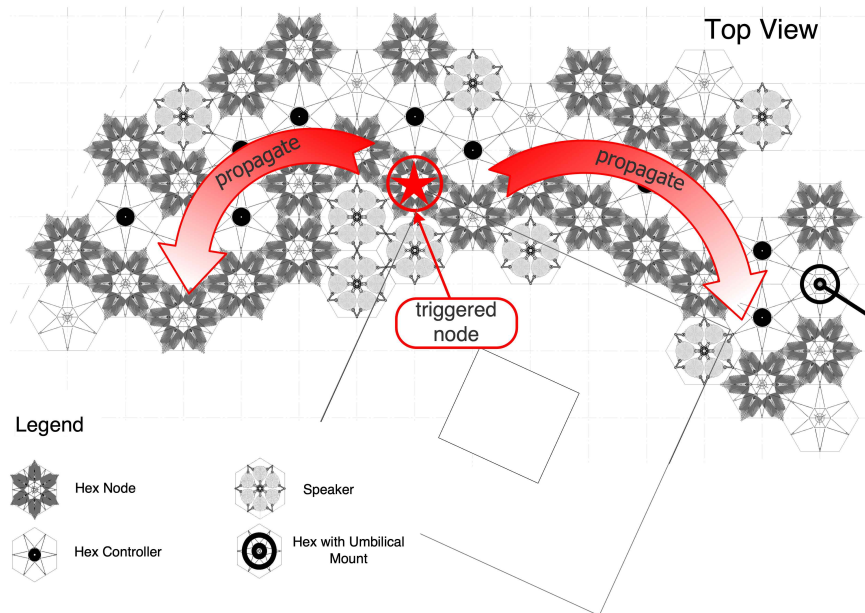 Top View
propagate
propagate
triggered
node
Legend
Hex Node
Speaker
Hex Controller
Hex with Umbilical
Mount